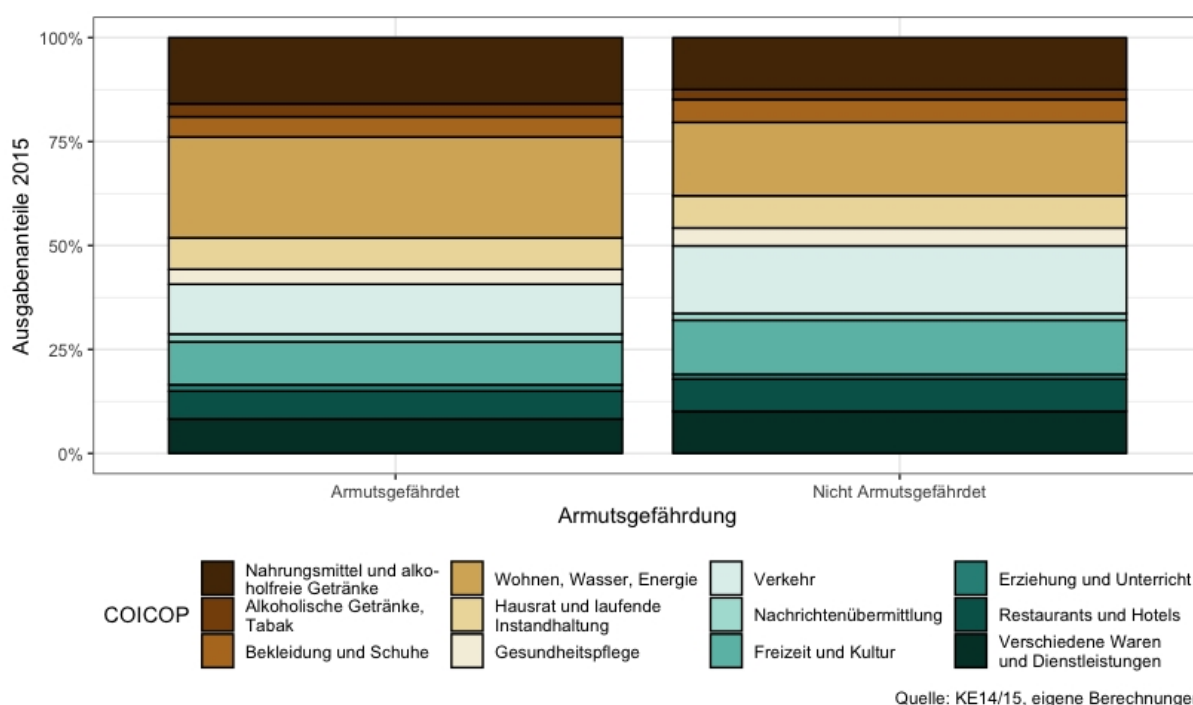 100%
75%
50%
25%
0%
Ausgabenanteile 2015
Armutsgefährdet
Nicht Armutsgefährdet
Armutsgefährdung
COICOP
Nahrungsmittel und alko-
holfreie Getränke
Alkoholische Getränke,
Tabak
Bekleidung und Schuhe
Wohnen, Wasser, Energie
Hausrat und laufende
Instandhaltung
Gesundheitspflege
Verkehr
Nachrichtenübermittlung
Freizeit und Kultur
Erziehung und Unterricht
Restaurants und Hotels
Verschiedene Waren
und Dienstleistungen
Quelle: KE14/15, eigene Berechnungen